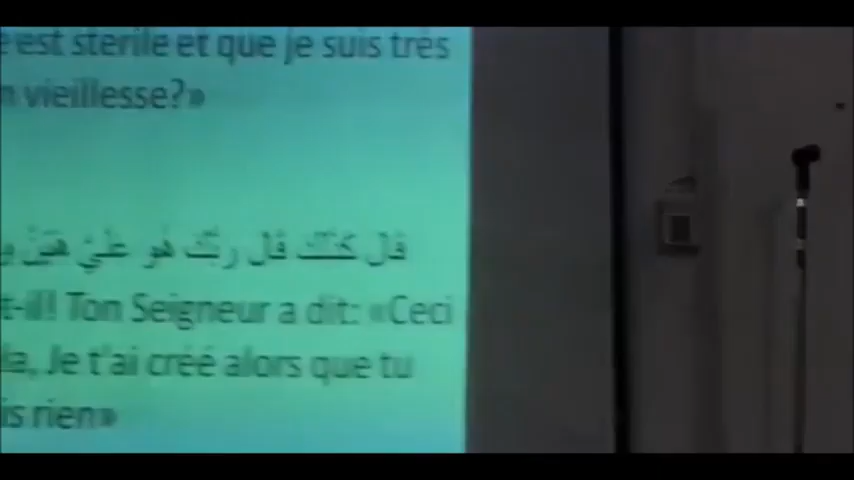 est stérile et que je suis très
vieillesse?»
قال كذلك قال ربك هو علي هين
Ton Seigneur a dit: «Ceci
Je t'ai créé alors que tu
rien»